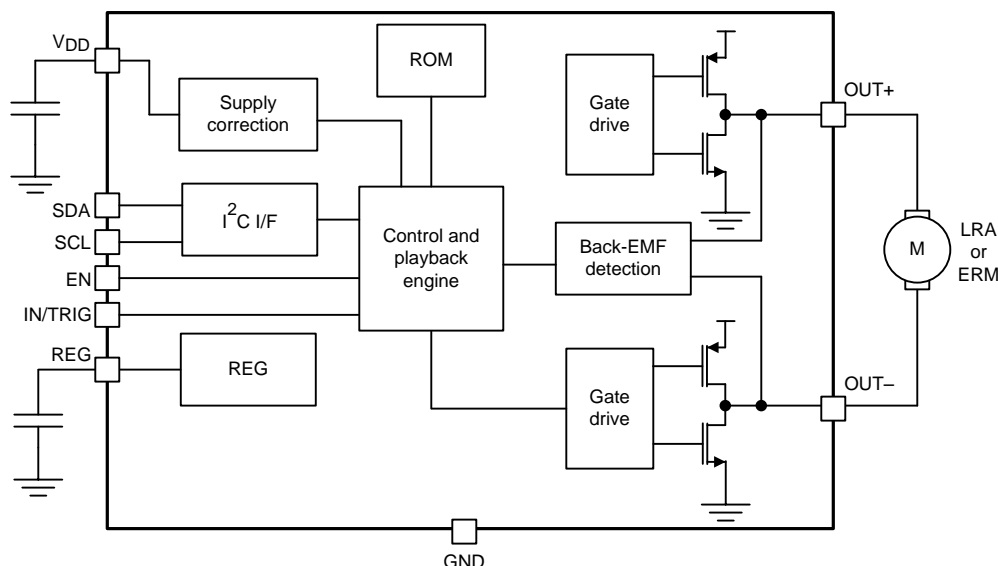 VDD
ROM
Supply
correction
Gate
drive
OUT+
SDA
SCL
I²C I/F
EN
IN/TRIG
Control and
playback
engine
Back-EMF
detection
M
LRA
or
ERM
REG
REG
Gate
drive
OUT–
GND